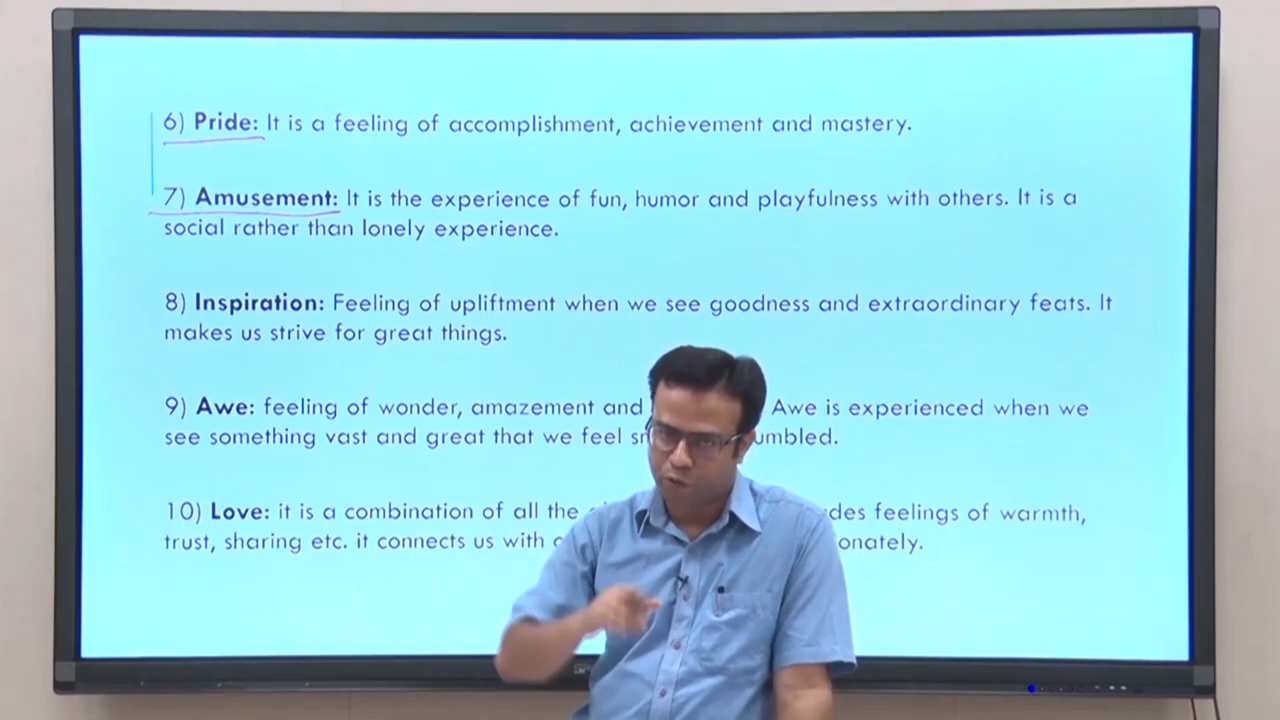 6) Pride: It is a feeling of accomplishment, achievement and mastery.
7) Amusement: It is the experience of fun, humor and playfulness with others. It is a
social rather than lonely experience.
8) Inspiration: Feeling of upliftment when we see goodness and extraordinary feats. It
makes us strive for great things.
9) Awe: feeling of wonder, amazement and Awe is experienced when we
see something vast and great that we feel umbled.
10) Love: it is a combination of all the feelings of warmth,
trust, sharing etc. it connects us with onately.